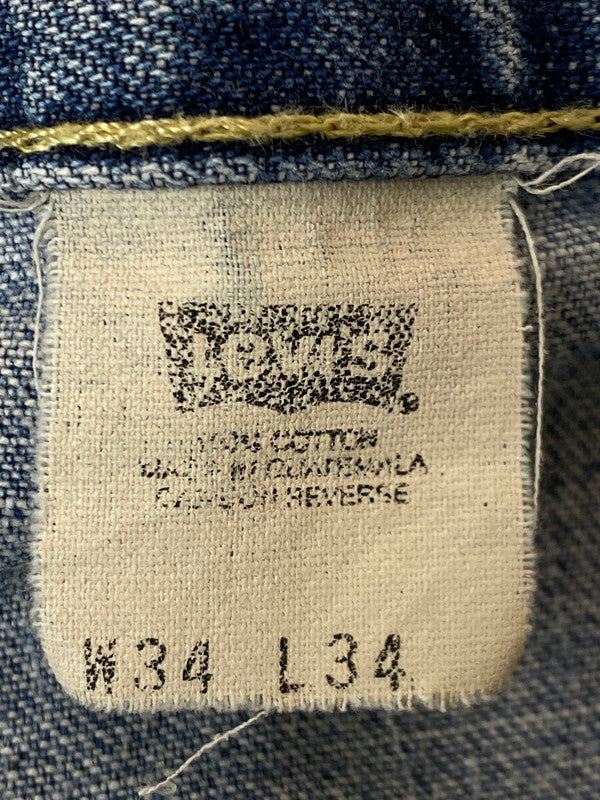 Levi's
®
100% COTTON
MADE IN GUATEMALA
CARE ON REVERSE
W34 L34